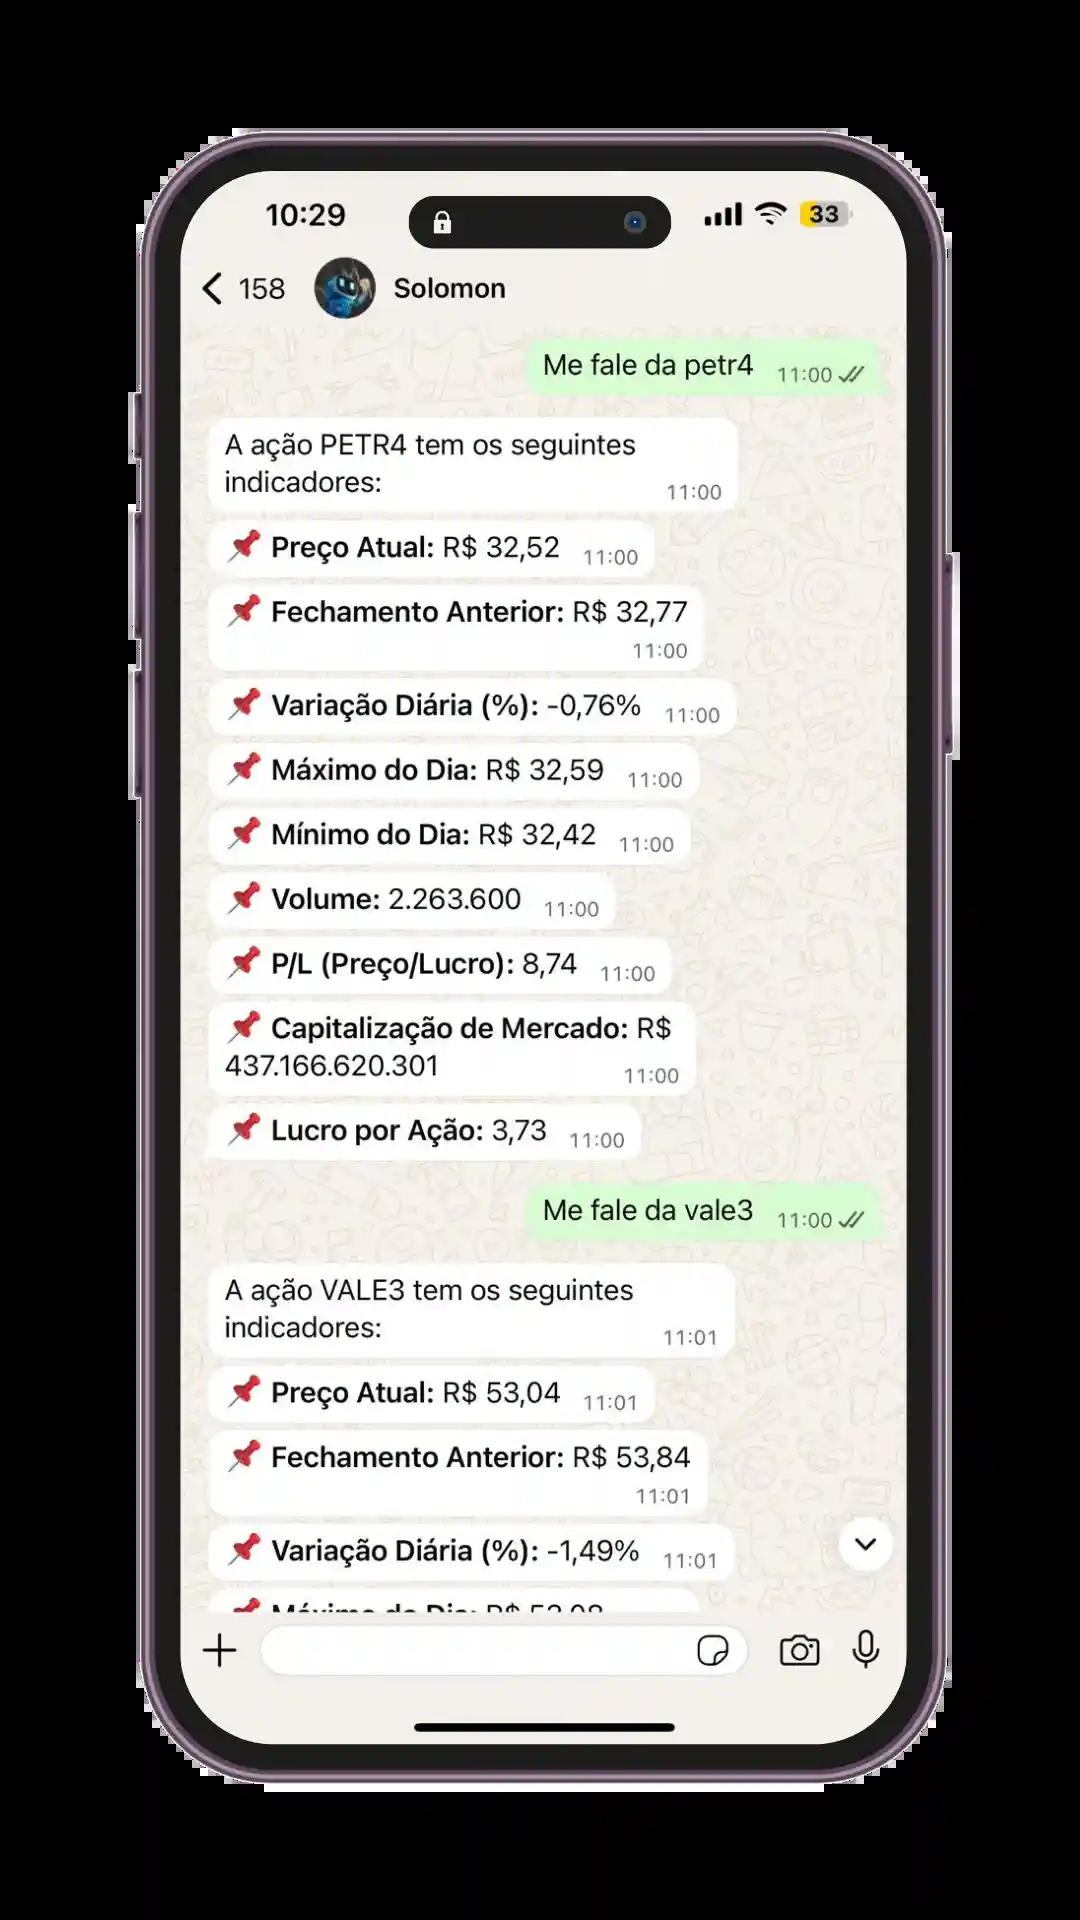 10:29
33
158
Solomon
Me fale da petr4
11:00
A ação PETR4 tem os seguintes
indicadores:
11:00
Preço Atual: R$ 32,52
11:00
Fechamento Anterior: R$ 32,77
11:00
Variação Diária (%): -0,76%
11:00
Máximo do Dia: R$ 32,59
11:00
Mínimo do Dia: R$ 32,42
11:00
Volume: 2.263.600
11:00
P/L (Preço/Lucro): 8,74
11:00
Capitalização de Mercado: R$
437.166.620.301
11:00
Lucro por Ação: 3,73
11:00
Me fale da vale3
11:00
A ação VALE3 tem os seguintes
indicadores:
11:01
Preço Atual: R$ 53,04
11:01
Fechamento Anterior: R$ 53,84
11:01
Variação Diária (%): -1,49%
11:01
Máximo do Dia: R$